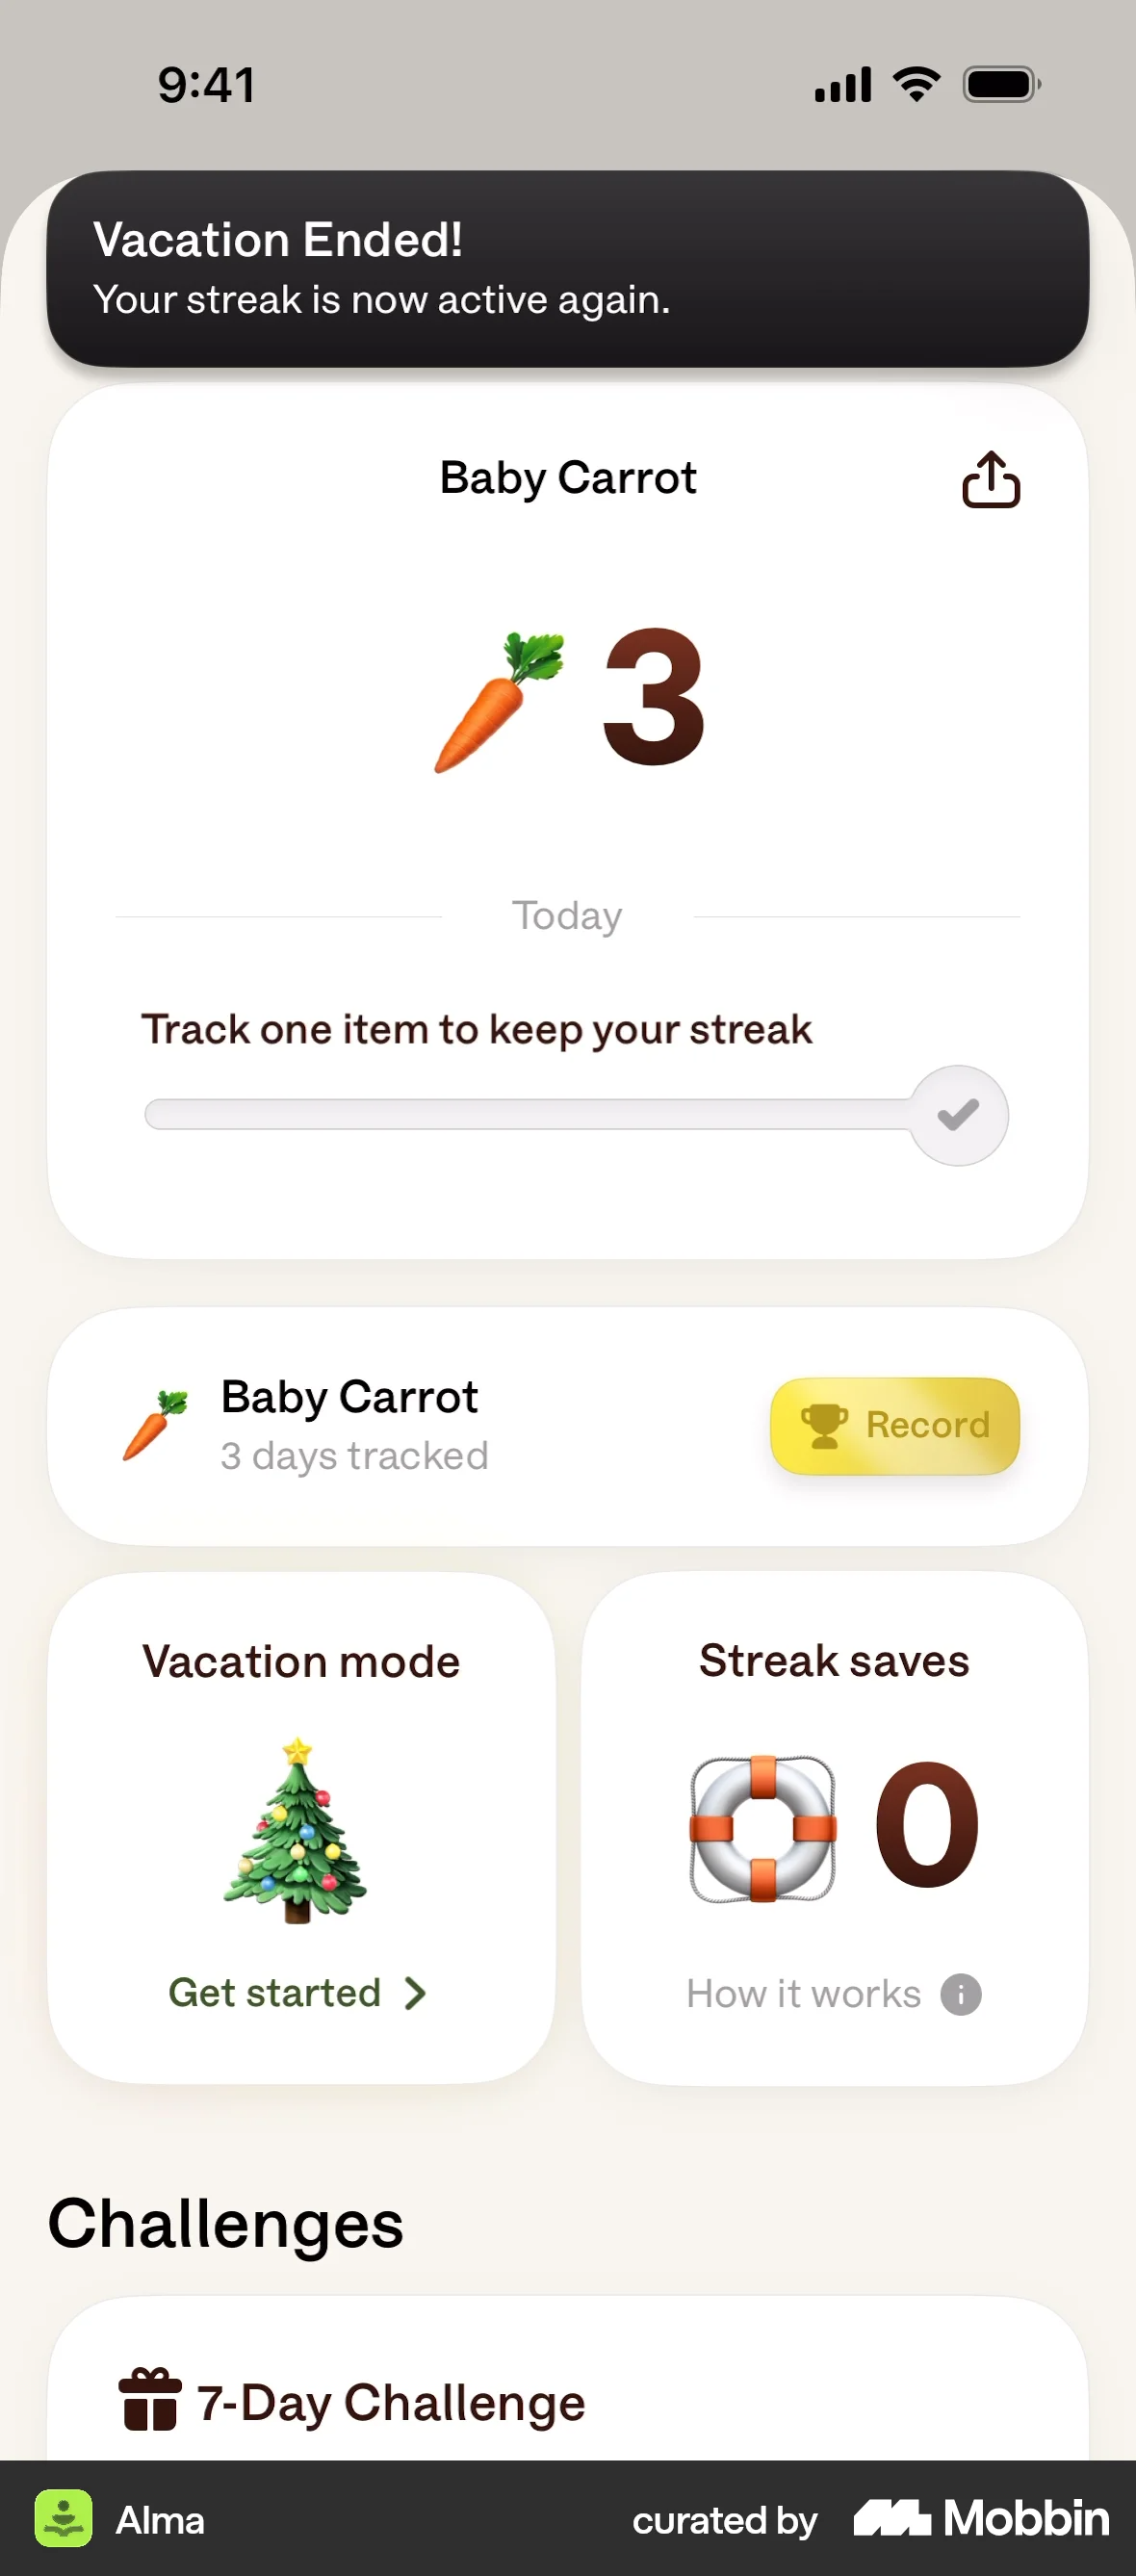 9:41
Vacation Ended!
Your streak is now active again.
Baby Carrot
3
Today
Track one item to keep your streak
Baby Carrot
3 days tracked
Record
Vacation mode
Get started
Streak saves
0
How it works
Challenges
7-Day Challenge
Alma
curated by Mobbin